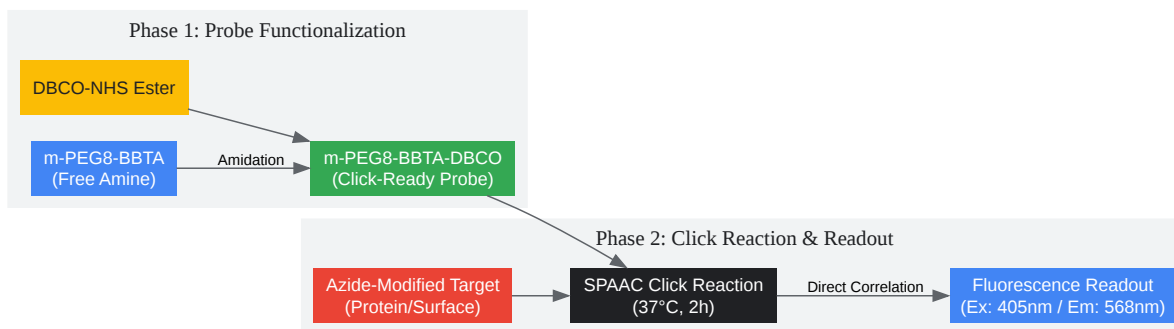 Phase 1: Probe Functionalization
DBCO-NHS Ester
m-PEG8-BBTA
(Free Amine)
Amidation
m-PEG8-BBTA-DBCO
(Click-Ready Probe)
Phase 2: Click Reaction & Readout
Azide-Modified Target
(Protein/Surface)
SPAAC Click Reaction
(37°C, 2h)
Direct Correlation
Fluorescence Readout
(Ex: 405nm / Em: 568nm)